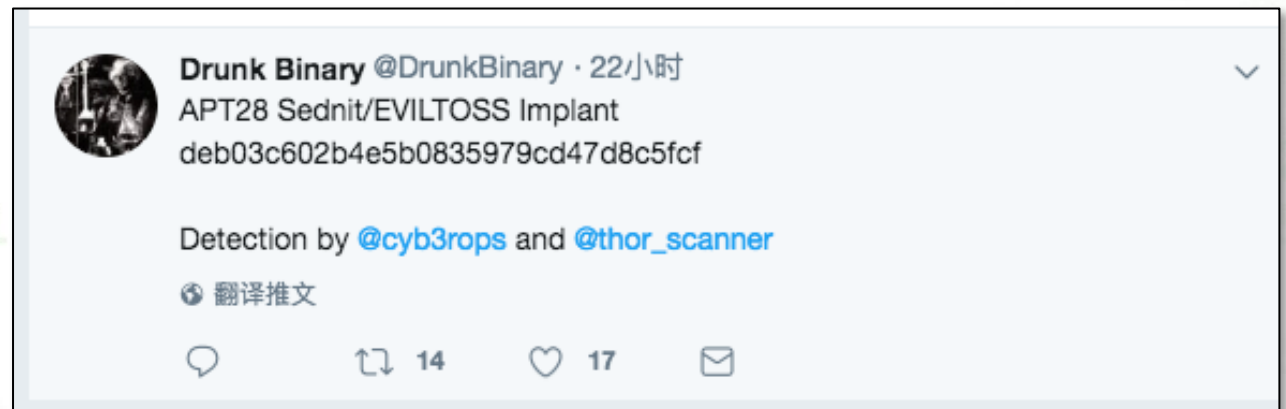 Drunk Binary @DrunkBinary · 22小时
APT28 Sednit/EVILTOSS Implant
deb03c602b4e5b0835979cd47d8c5fcf
Detection by @cyb3rops and @thor_scanner
翻译推文
14 17